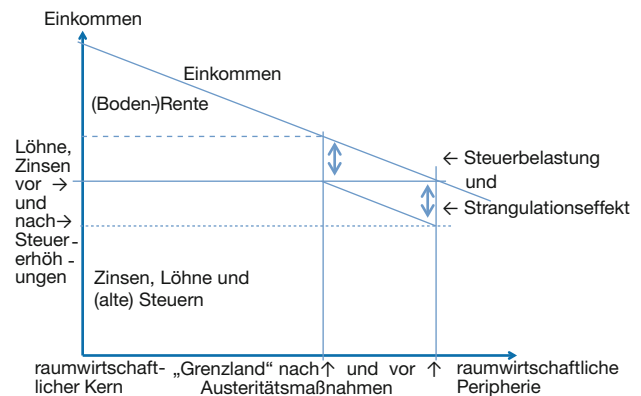 Einkommen
Einkommen
(Boden-)Rente
Löhne,
Zinsen
vor →
und
nach→
Steuer-
erhöh-
ungen
← Steuerbelastung
und
← Strangulationseffekt
Zinsen, Löhne und
(alte) Steuern
raumwirtschaft-
licher Kern
„Grenzland“ nach↑ und vor ↑
Austeritätsmaßnahmen
raumwirtschaftliche
Peripherie